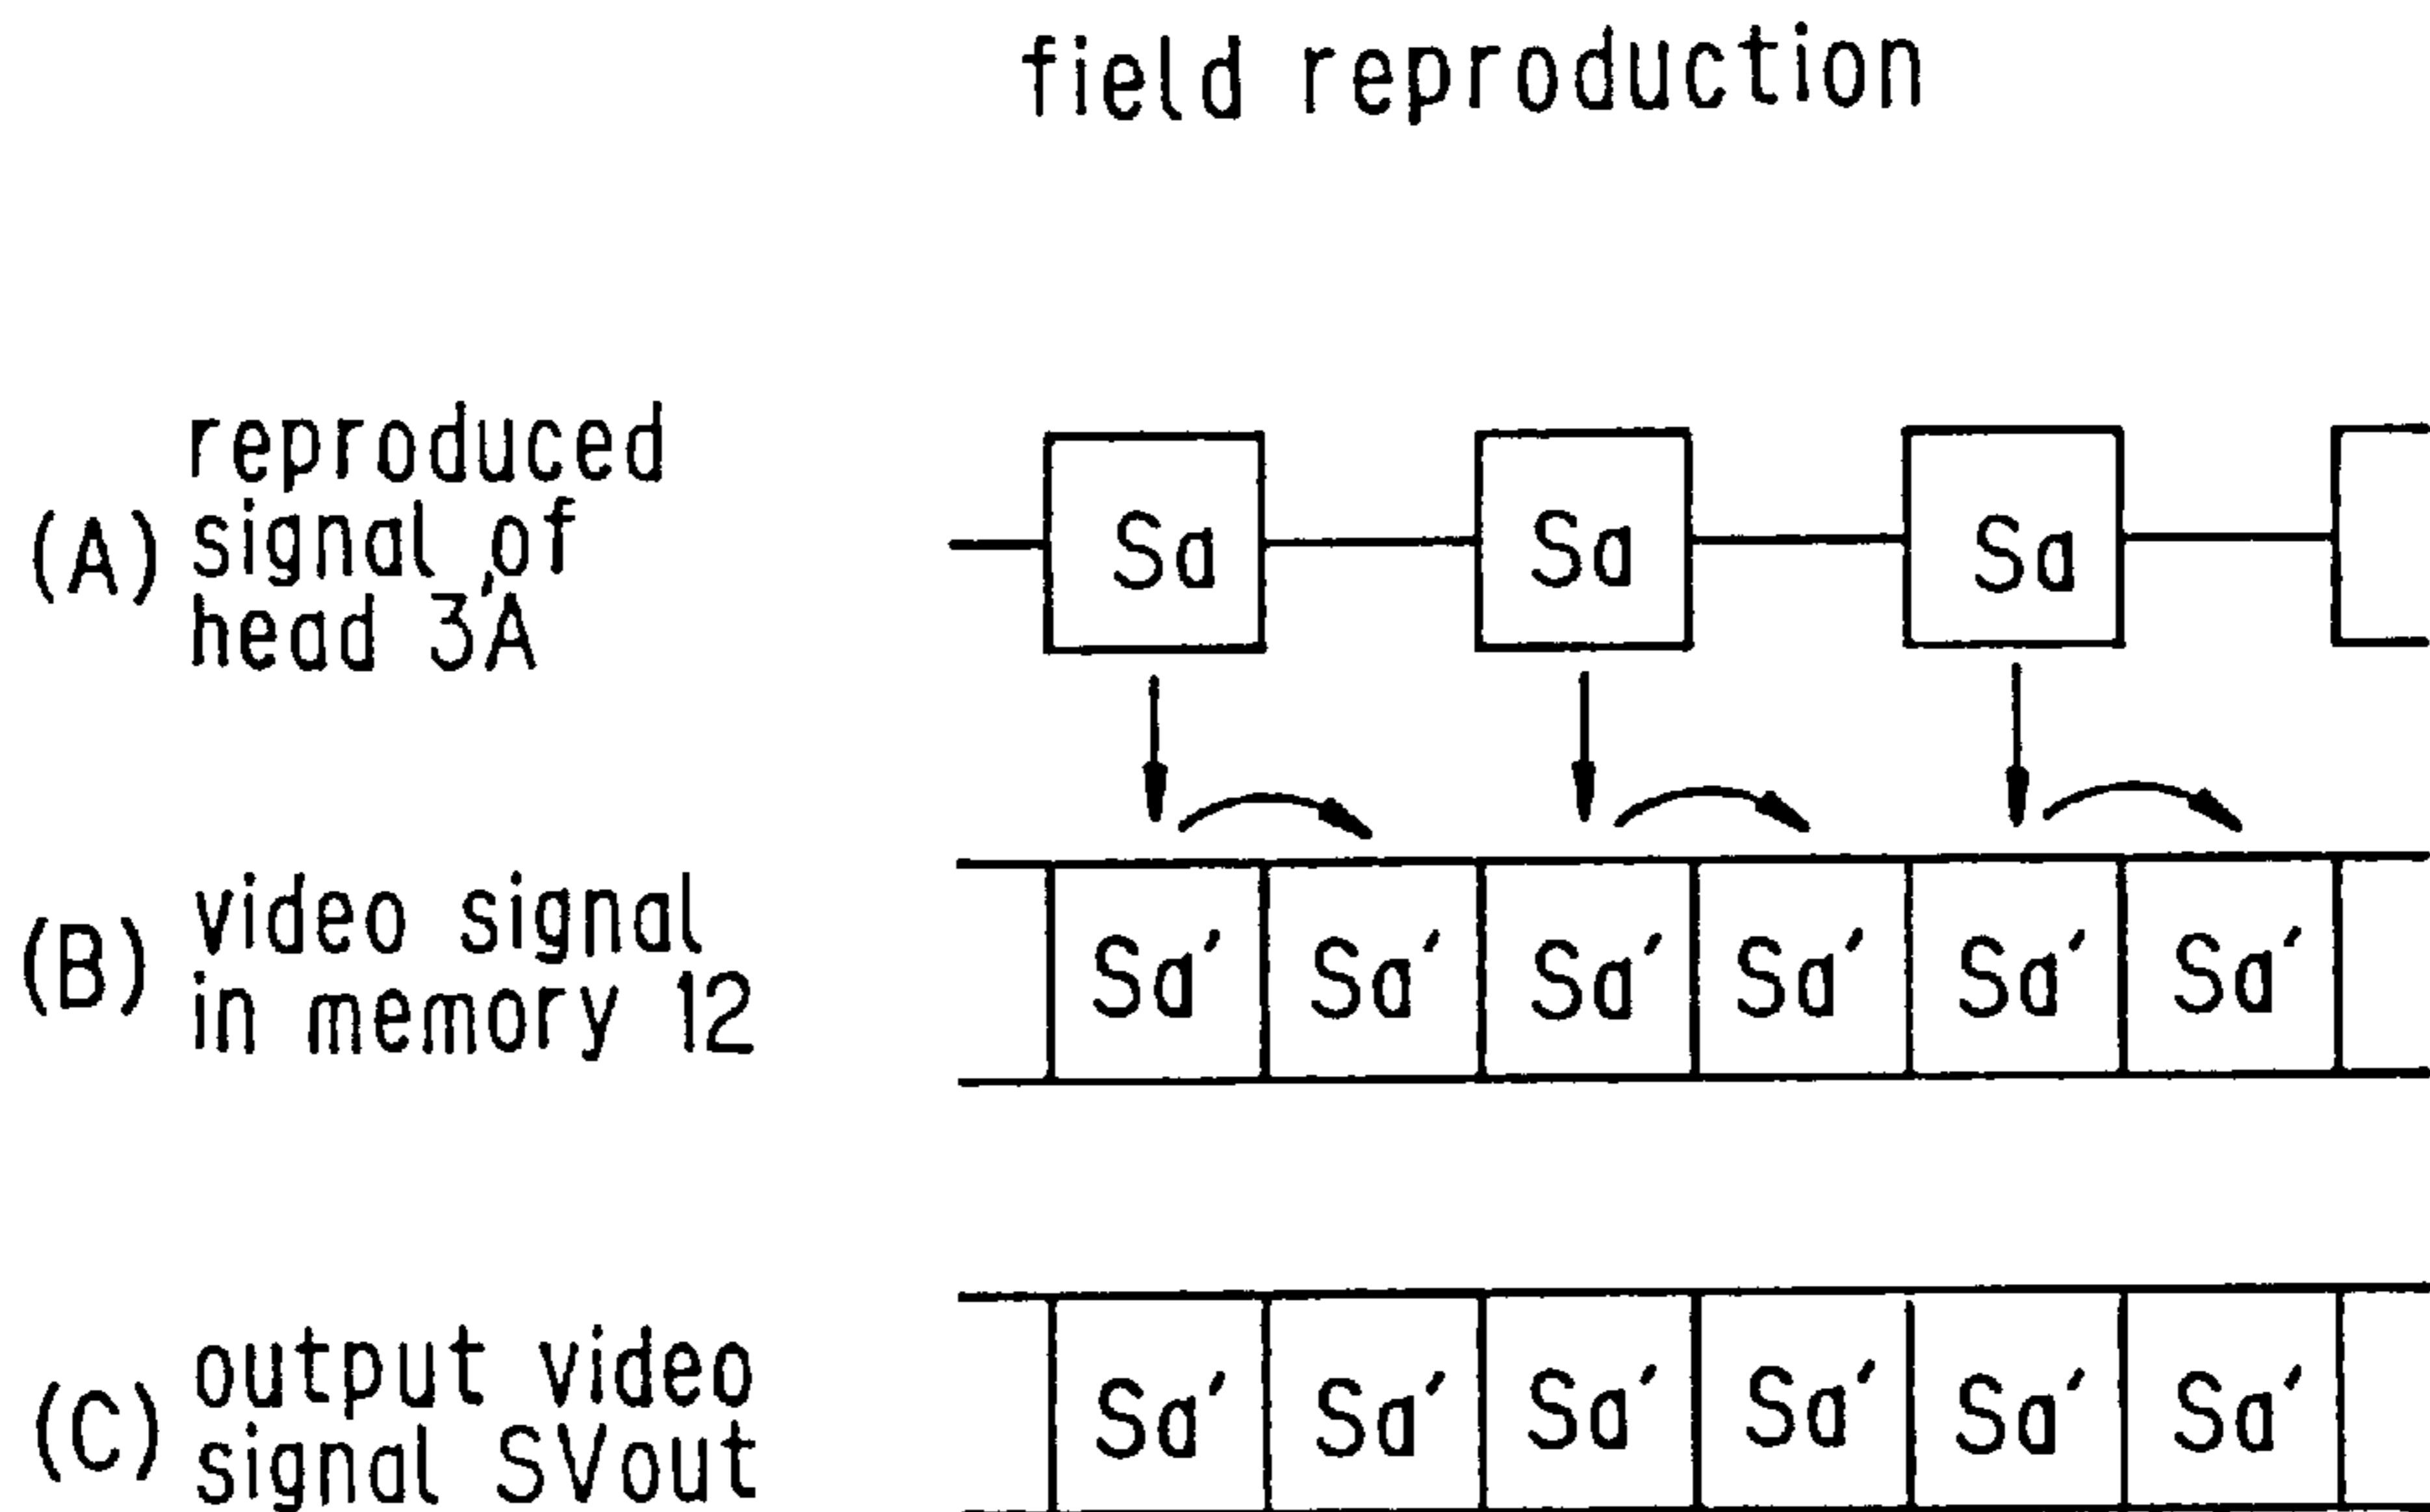 field reproduction
(A) reproduced
signal of
head 3A
Sa Sa Sa
(B) video signal
in memory 12
Sa′ Sa′ Sa′ Sa′ Sa′ Sa′
(C) output video
signal SVout
Sa′ Sa′ Sa′ Sa′ Sa′ Sa′